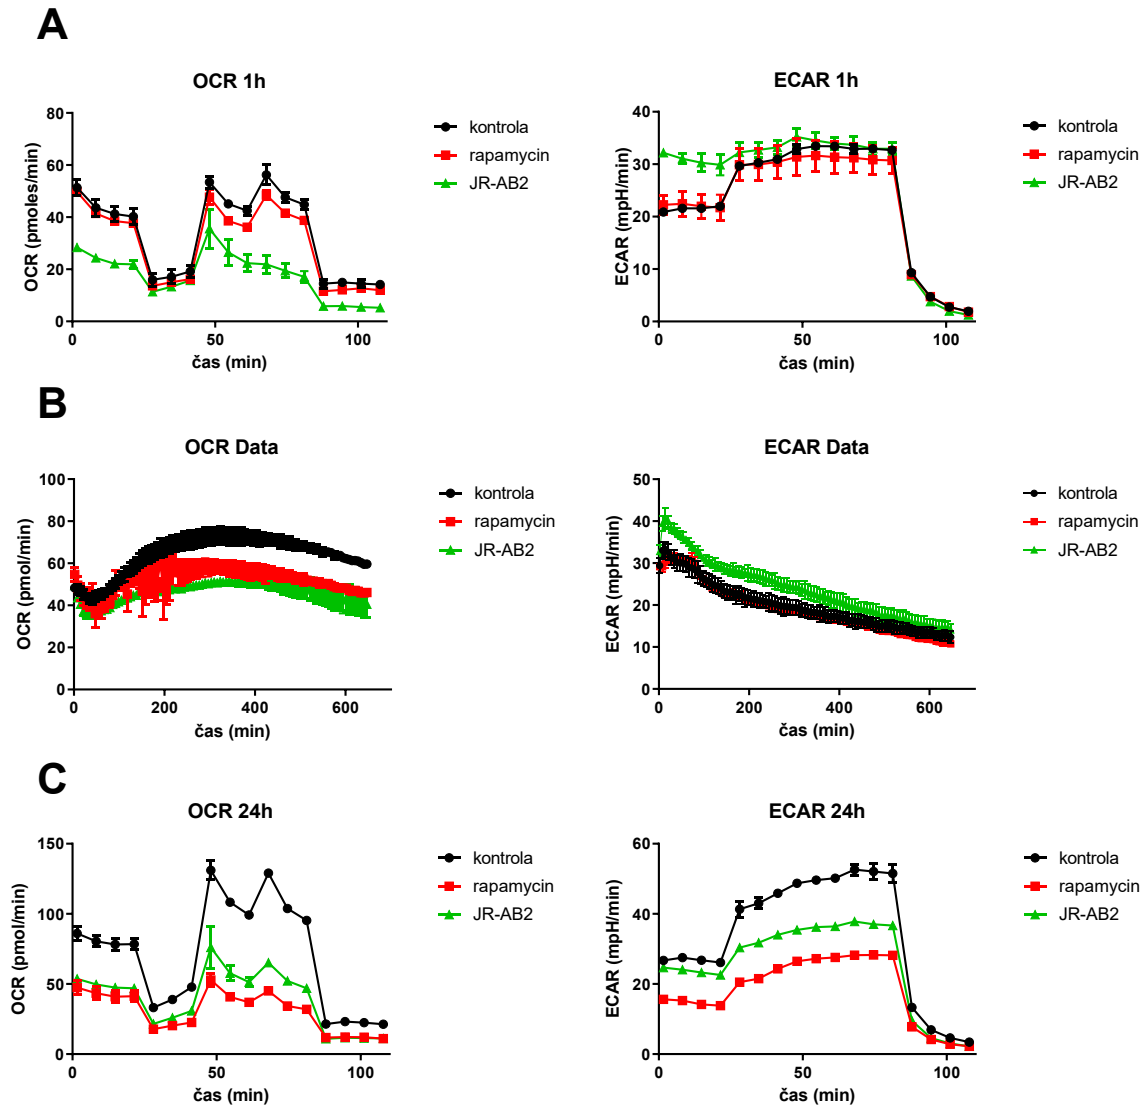 A
OCR 1h
OCR (pmoles/min)
80
60
40
20
0
0
50
100
čas (min)
kontrola
rapamycin
JR-AB2
ECAR 1h
ECAR (mpH/min)
40
30
20
10
0
0
50
100
čas (min)
kontrola
rapamycin
JR-AB2
B
OCR Data
OCR (pmol/min)
100
80
60
40
20
0
0
200
400
600
čas (min)
kontrola
rapamycin
JR-AB2
ECAR Data
ECAR (mpH/min)
50
40
30
20
10
0
0
200
400
600
čas (min)
kontrola
rapamycin
JR-AB2
C
OCR 24h
OCR (pmol/min)
150
100
50
0
0
50
100
čas (min)
kontrola
rapamycin
JR-AB2
ECAR 24h
ECAR (mpH/min)
60
40
20
0
0
50
100
čas (min)
kontrola
rapamycin
JR-AB2